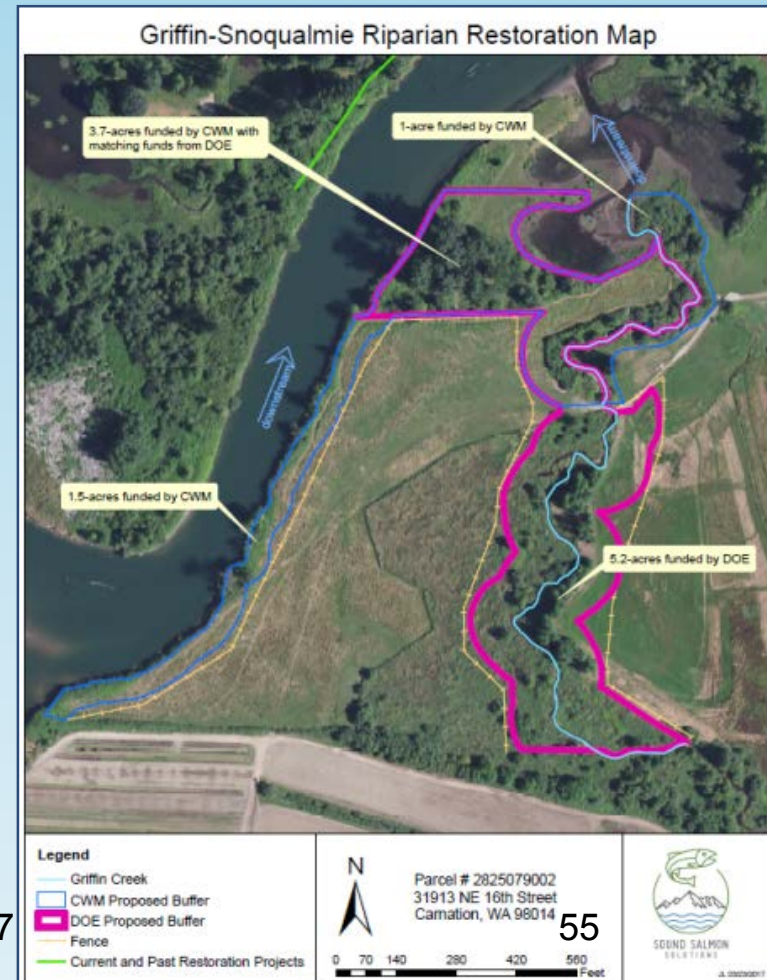 Griffin-Snoqualmie Riparian Restoration Map
3.7-acres funded by CWM with
matching funds from DOE
1-acre funded by CWM
downstream
downstream
1.5-acres funded by CWM
5.2-acres funded by DOE
Legend
Griffin Creek
CWM Proposed Buffer
DOE Proposed Buffer
Fence
Current and Past Restoration Projects
N
Parcel # 2825079002
31913 NE 16th Street
Carnation, WA 98014
0 70 140 280 420 560
Feet
SOUND SALMON
SOLUTIONS
7
55